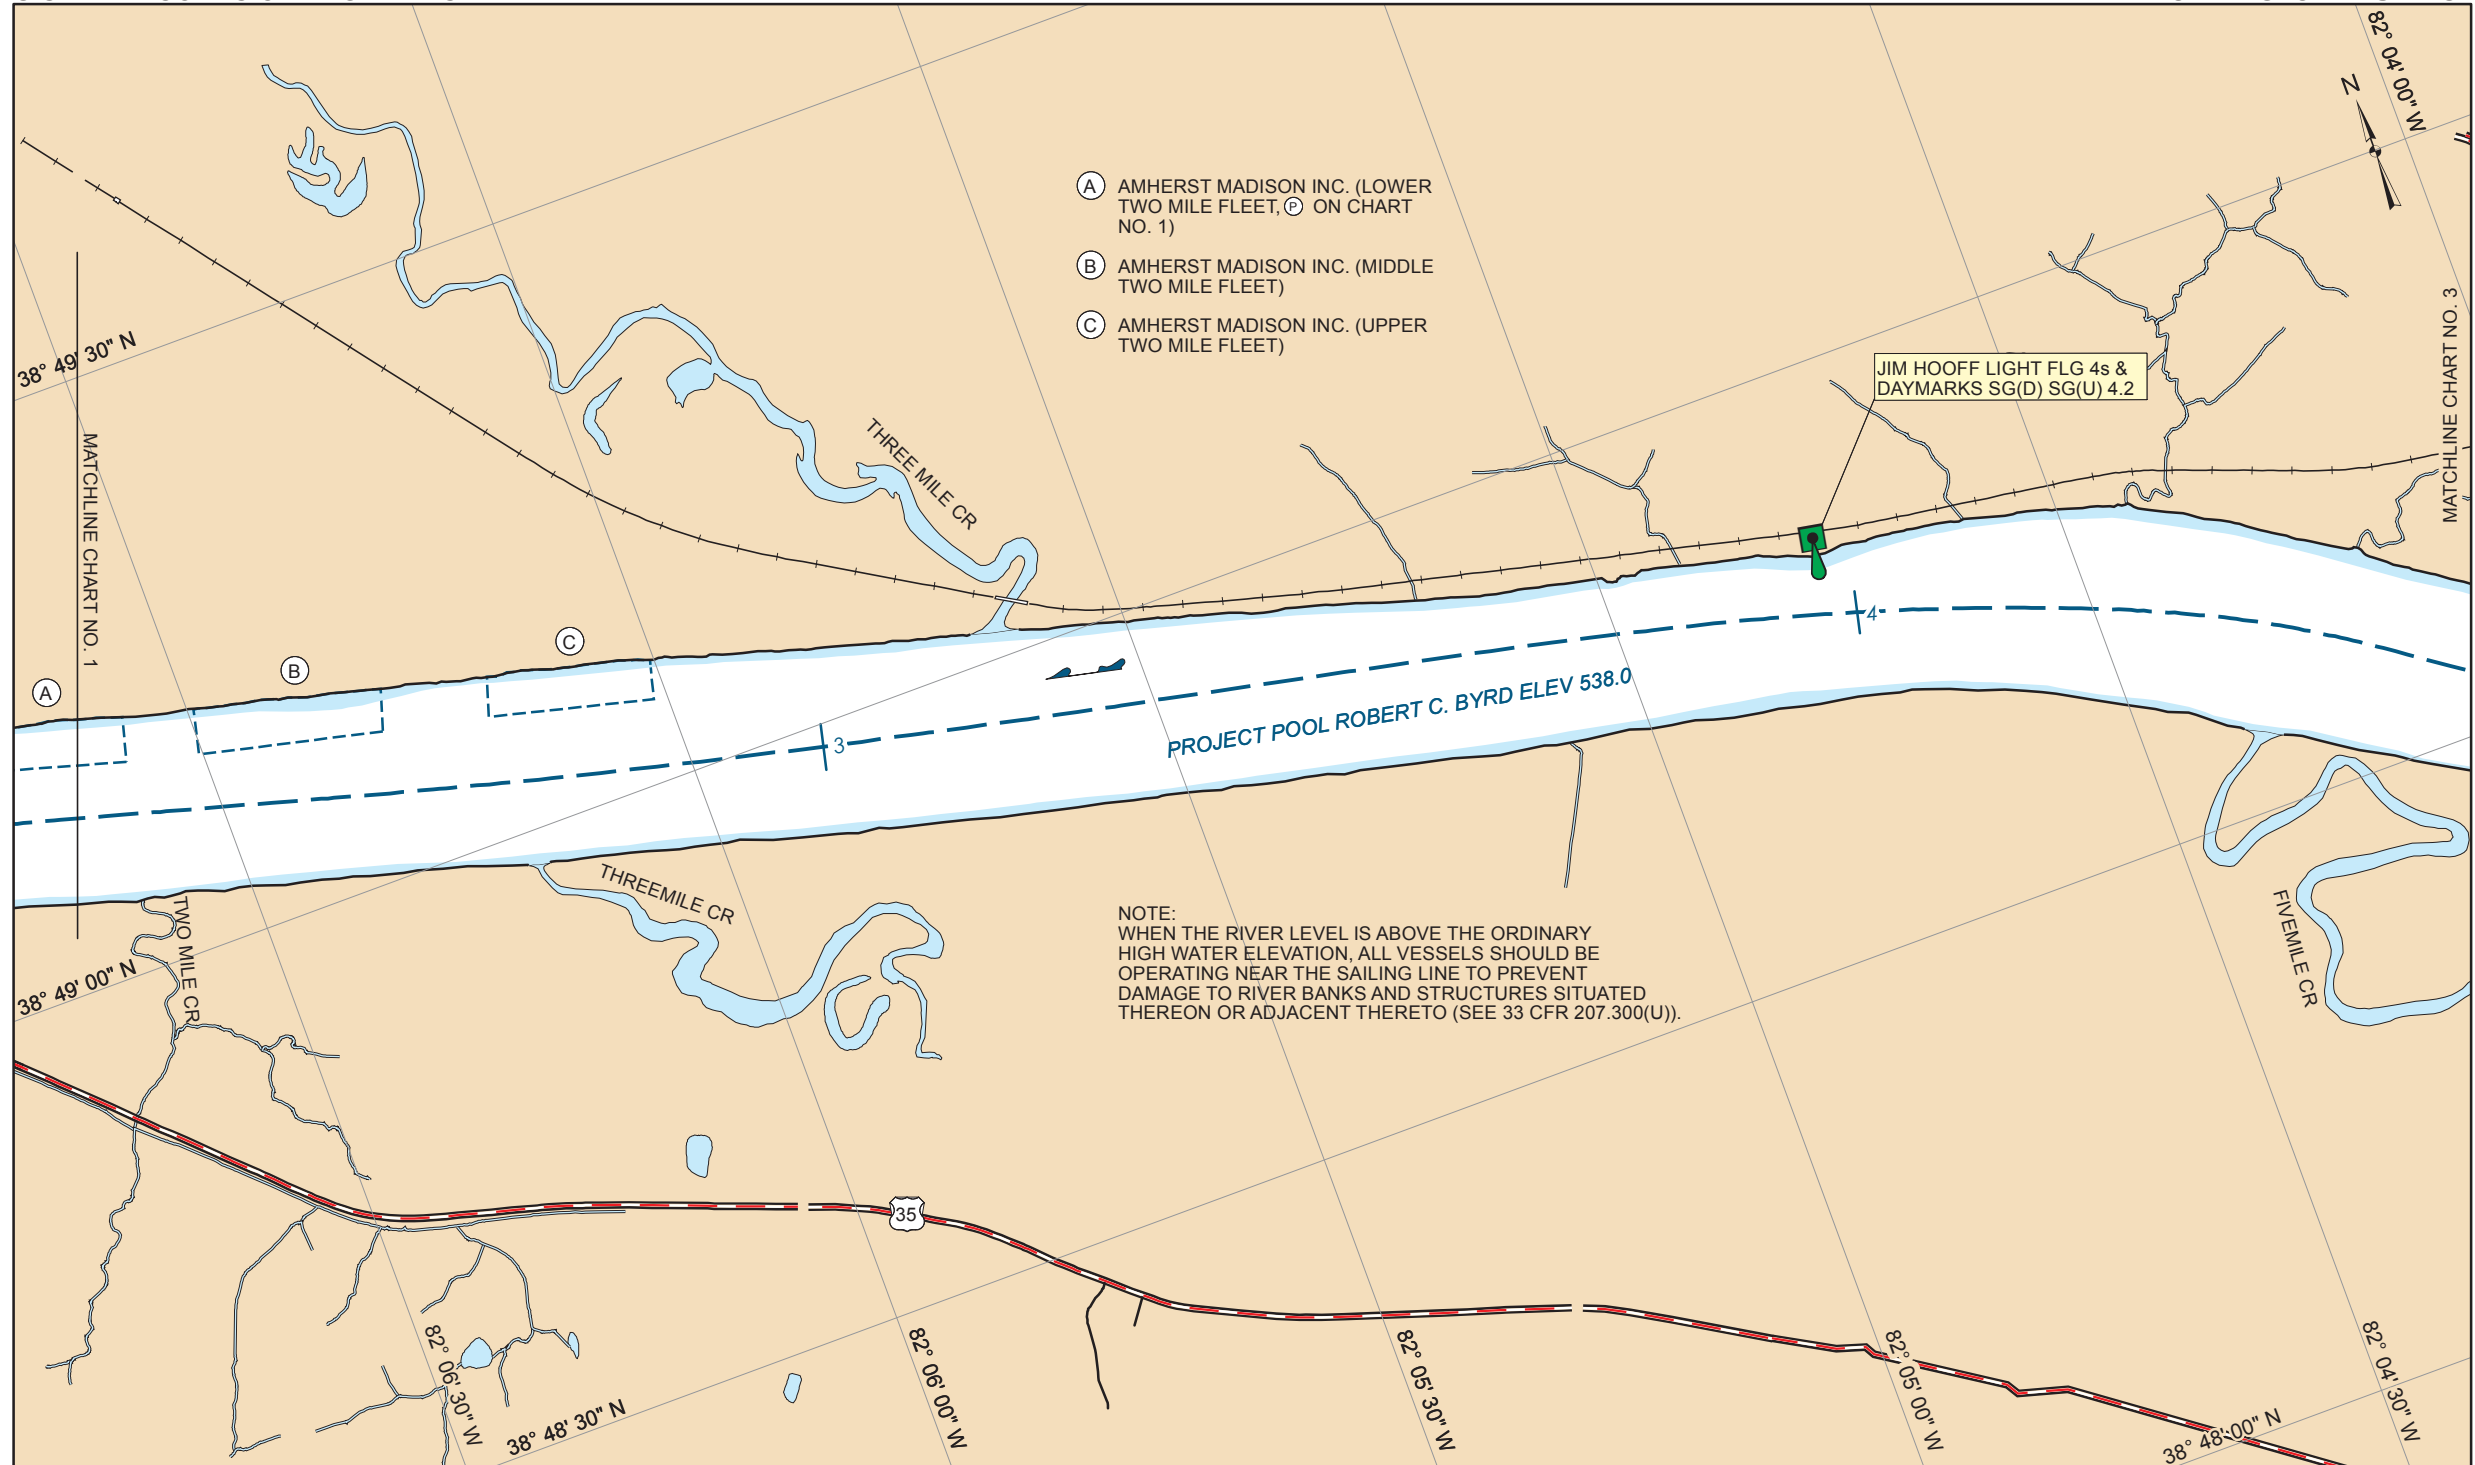 82° 04' 00" W
N
A AMHERST MADISON INC. (LOWER
TWO MILE FLEET, P ON CHART
NO. 1)
B AMHERST MADISON INC. (MIDDLE
TWO MILE FLEET)
C AMHERST MADISON INC. (UPPER
TWO MILE FLEET)
38° 49' 30" N
MATCHLINE CHART NO. 1
MATCHLINE CHART NO. 3
JIM HOOFF LIGHT FLG 4s &
DAYMARKS SG(D) SG(U) 4.2
THREE MILE CR
A
B
C
3
4
PROJECT POOL ROBERT C. BYRD ELEV 538.0
TWO MILE CR
THREEMILE CR
FIVEMILE CR
38° 49' 00" N
NOTE:
WHEN THE RIVER LEVEL IS ABOVE THE ORDINARY
HIGH WATER ELEVATION, ALL VESSELS SHOULD BE
OPERATING NEAR THE SAILING LINE TO PREVENT
DAMAGE TO RIVER BANKS AND STRUCTURES SITUATED
THEREON OR ADJACENT THERETO (SEE 33 CFR 207.300(U)).
35
82° 06' 30" W
38° 48' 30" N
82° 06' 00" W
82° 05' 30" W
82° 05' 00" W
38° 48' 00" N
82° 04' 30" W